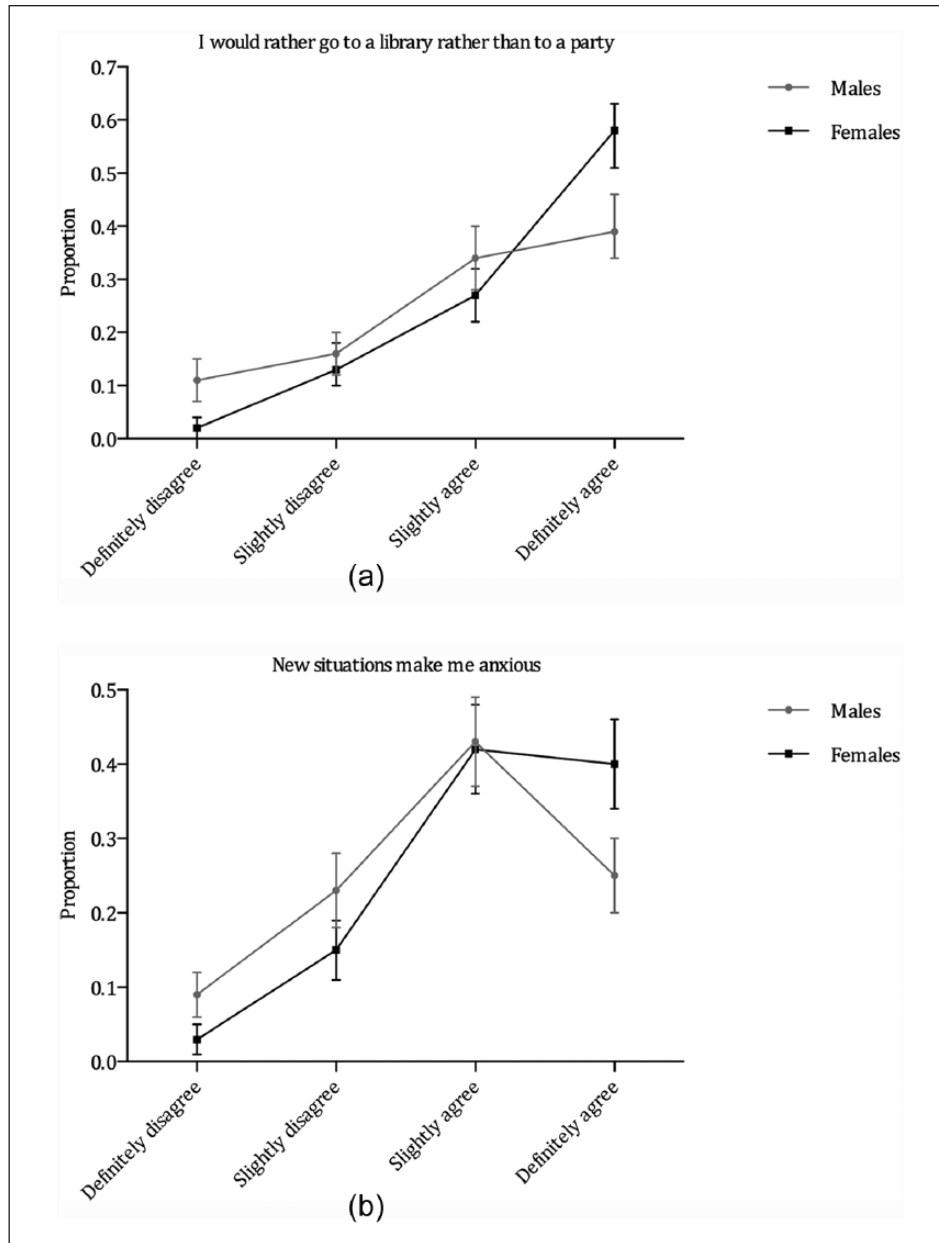 I would rather go to a library rather than to a party
0.7
0.6
0.5
0.4
0.3
0.2
0.1
0.0
Proportion
Males
Females
Definitely disagree
Slightly disagree
Slightly agree
Definitely agree
(a)
New situations make me anxious
0.5
0.4
0.3
0.2
0.1
0.0
Proportion
Males
Females
Definitely disagree
Slightly disagree
Slightly agree
Definitely agree
(b)